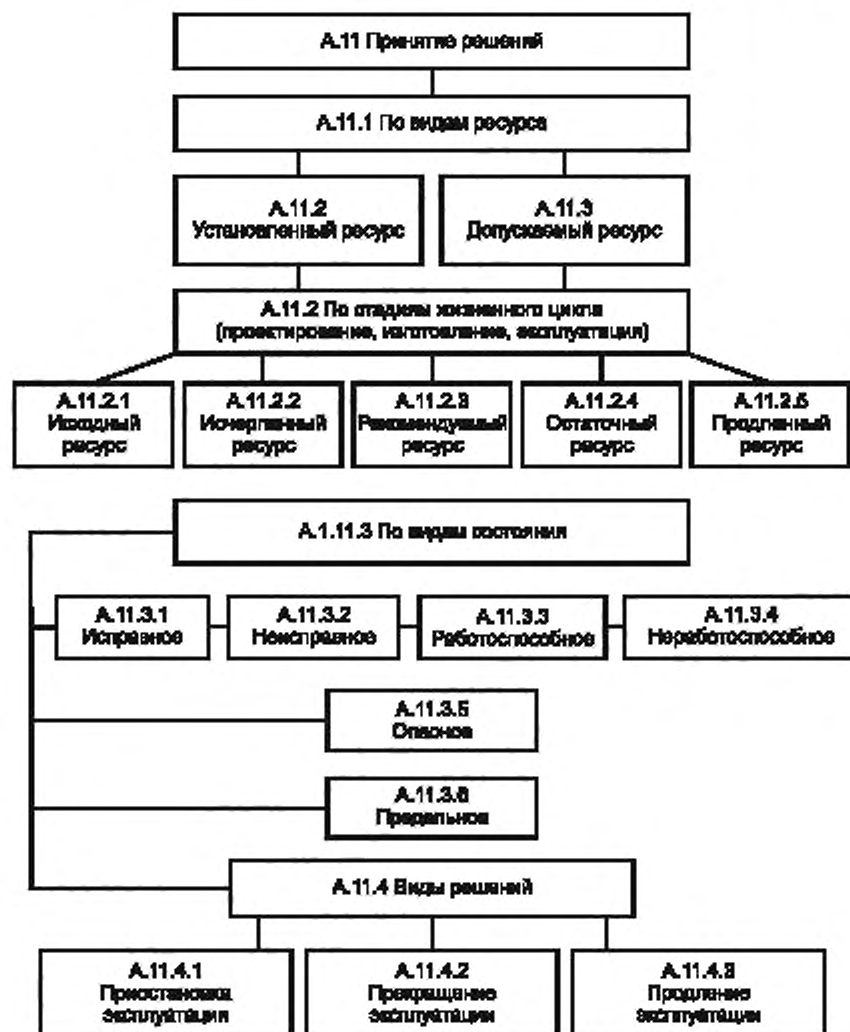 А.11 Принятие решений
А.11.1 По видам ресурса
А.11.2
Установленный ресурс
А.11.3
Допускаемый ресурс
А.11.2 По стадиям жизненного цикла
(проектирование, изготовление, эксплуатация)
А.11.2.1
Исходный
ресурс
А.11.2.2
Исчерпанный
ресурс
А.11.2.3
Рекомендуемый
ресурс
А.11.2.4
Остаточный
ресурс
А.11.2.5
Продленный
ресурс
А.1.11.3 По видам состояния
А.11.3.1
Исправное
А.11.3.2
Неисправное
А.11.3.3
Работоспособное
А.11.3.4
Неработоспособное
А.11.3.5
Опасное
А.11.3.6
Предельное
А.11.4 Виды решений
А.11.4.1
Приостановка
эксплуатации
А.11.4.2
Прекращение
эксплуатации
А.11.4.3
Продление
эксплуатации